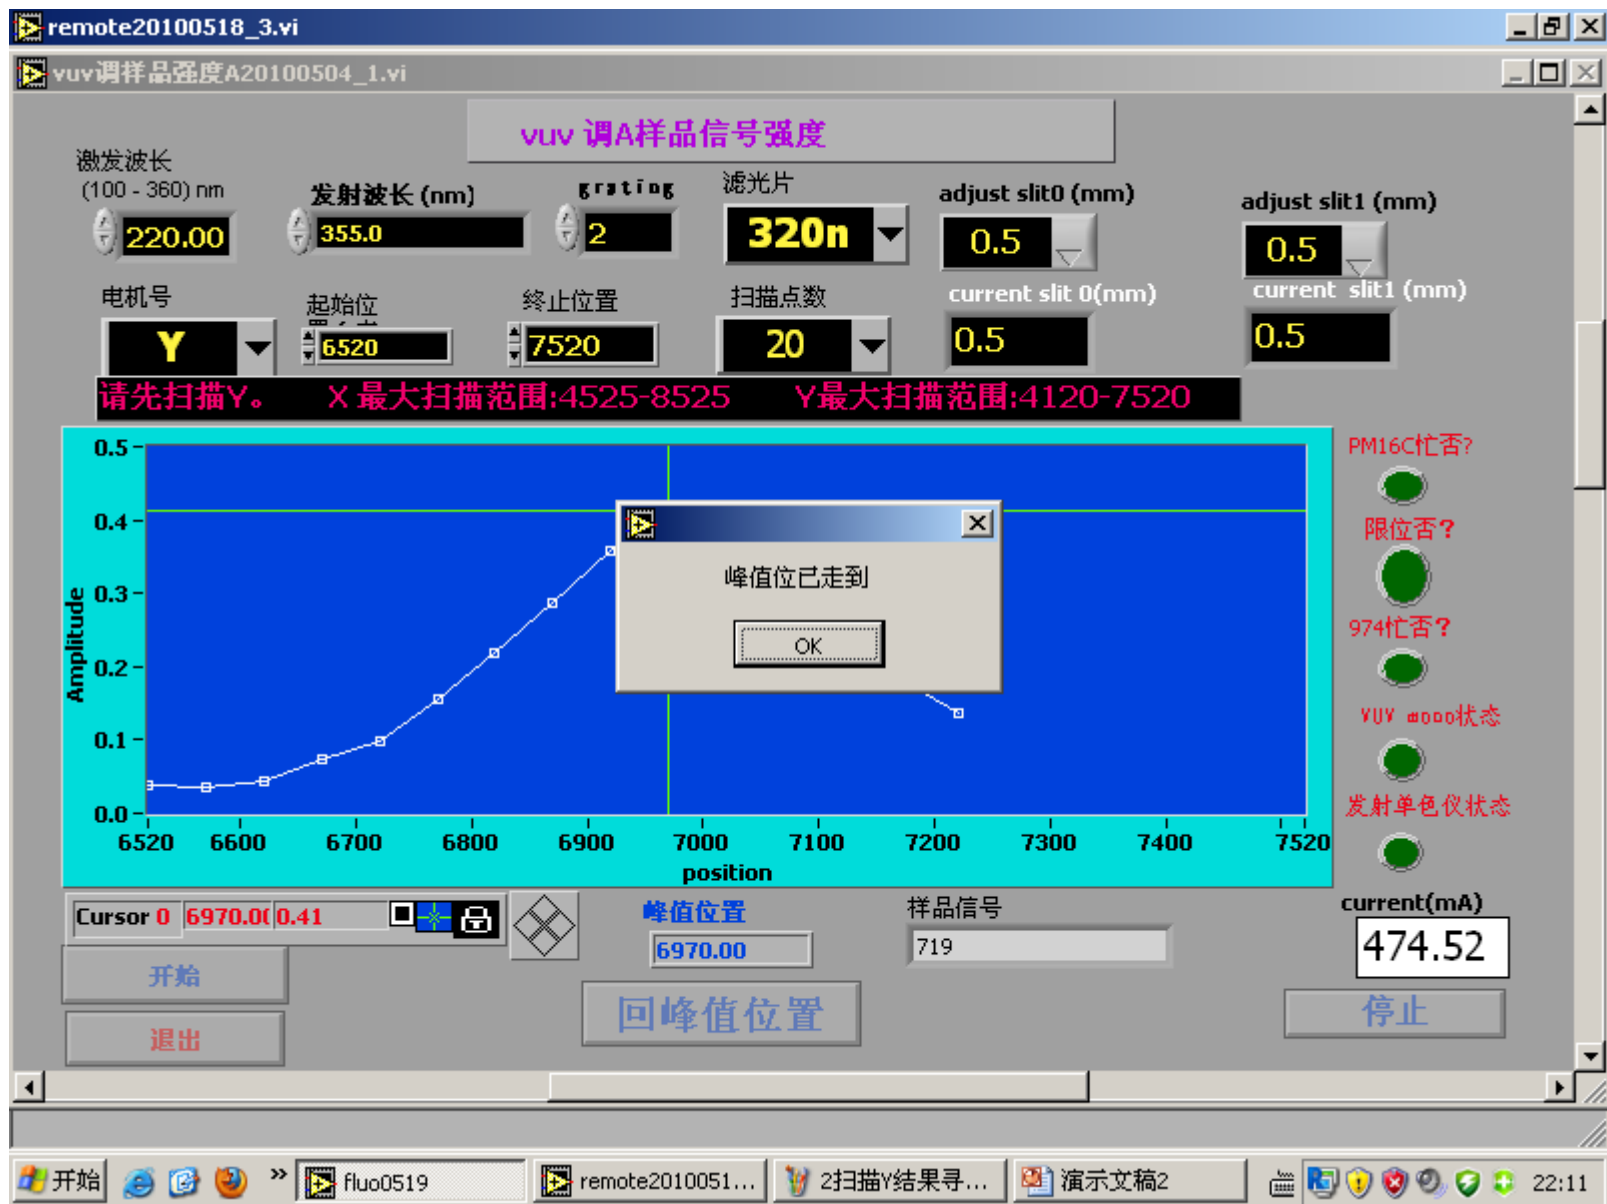 remote20100518_3.vi
vuv调样品强度A20100504_1.vi
vuv 调A样品信号强度
激发波长
(100 - 360) nm
发射波长 (nm)
grating
滤光片
adjust slit0 (mm)
adjust slit1 (mm)
220.00
355.0
2
320n
0.5
0.5
电机号
起始位
终止位置
扫描点数
current slit 0(mm)
current slit1 (mm)
Y
6520
7520
20
0.5
0.5
请先扫描Y。 X 最大扫描范围:4525-8525 Y最大扫描范围:4120-7520
0.5
0.4
0.3
0.2
0.1
0.0
Amplitude
6520 6600 6700 6800 6900 7000 7100 7200 7300 7400 7520
position
峰值位已走到
OK
PM16C忙否?
限位否?
974忙否?
VUV mono状态
发射单色仪状态
Cursor 0 6970.0( 0.41
峰值位置
6970.00
样品信号
719
current(mA)
474.52
开始
退出
回峰值位置
停止
开始 » fluo0519 remote2010051... 2扫描Y结果寻... 演示文稿2 22:11